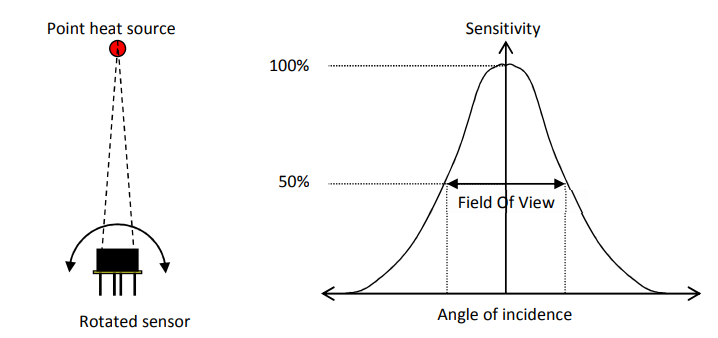 Point heat source
Sensitivity
100%
50%
Field Of View
Rotated sensor
Angle of incidence